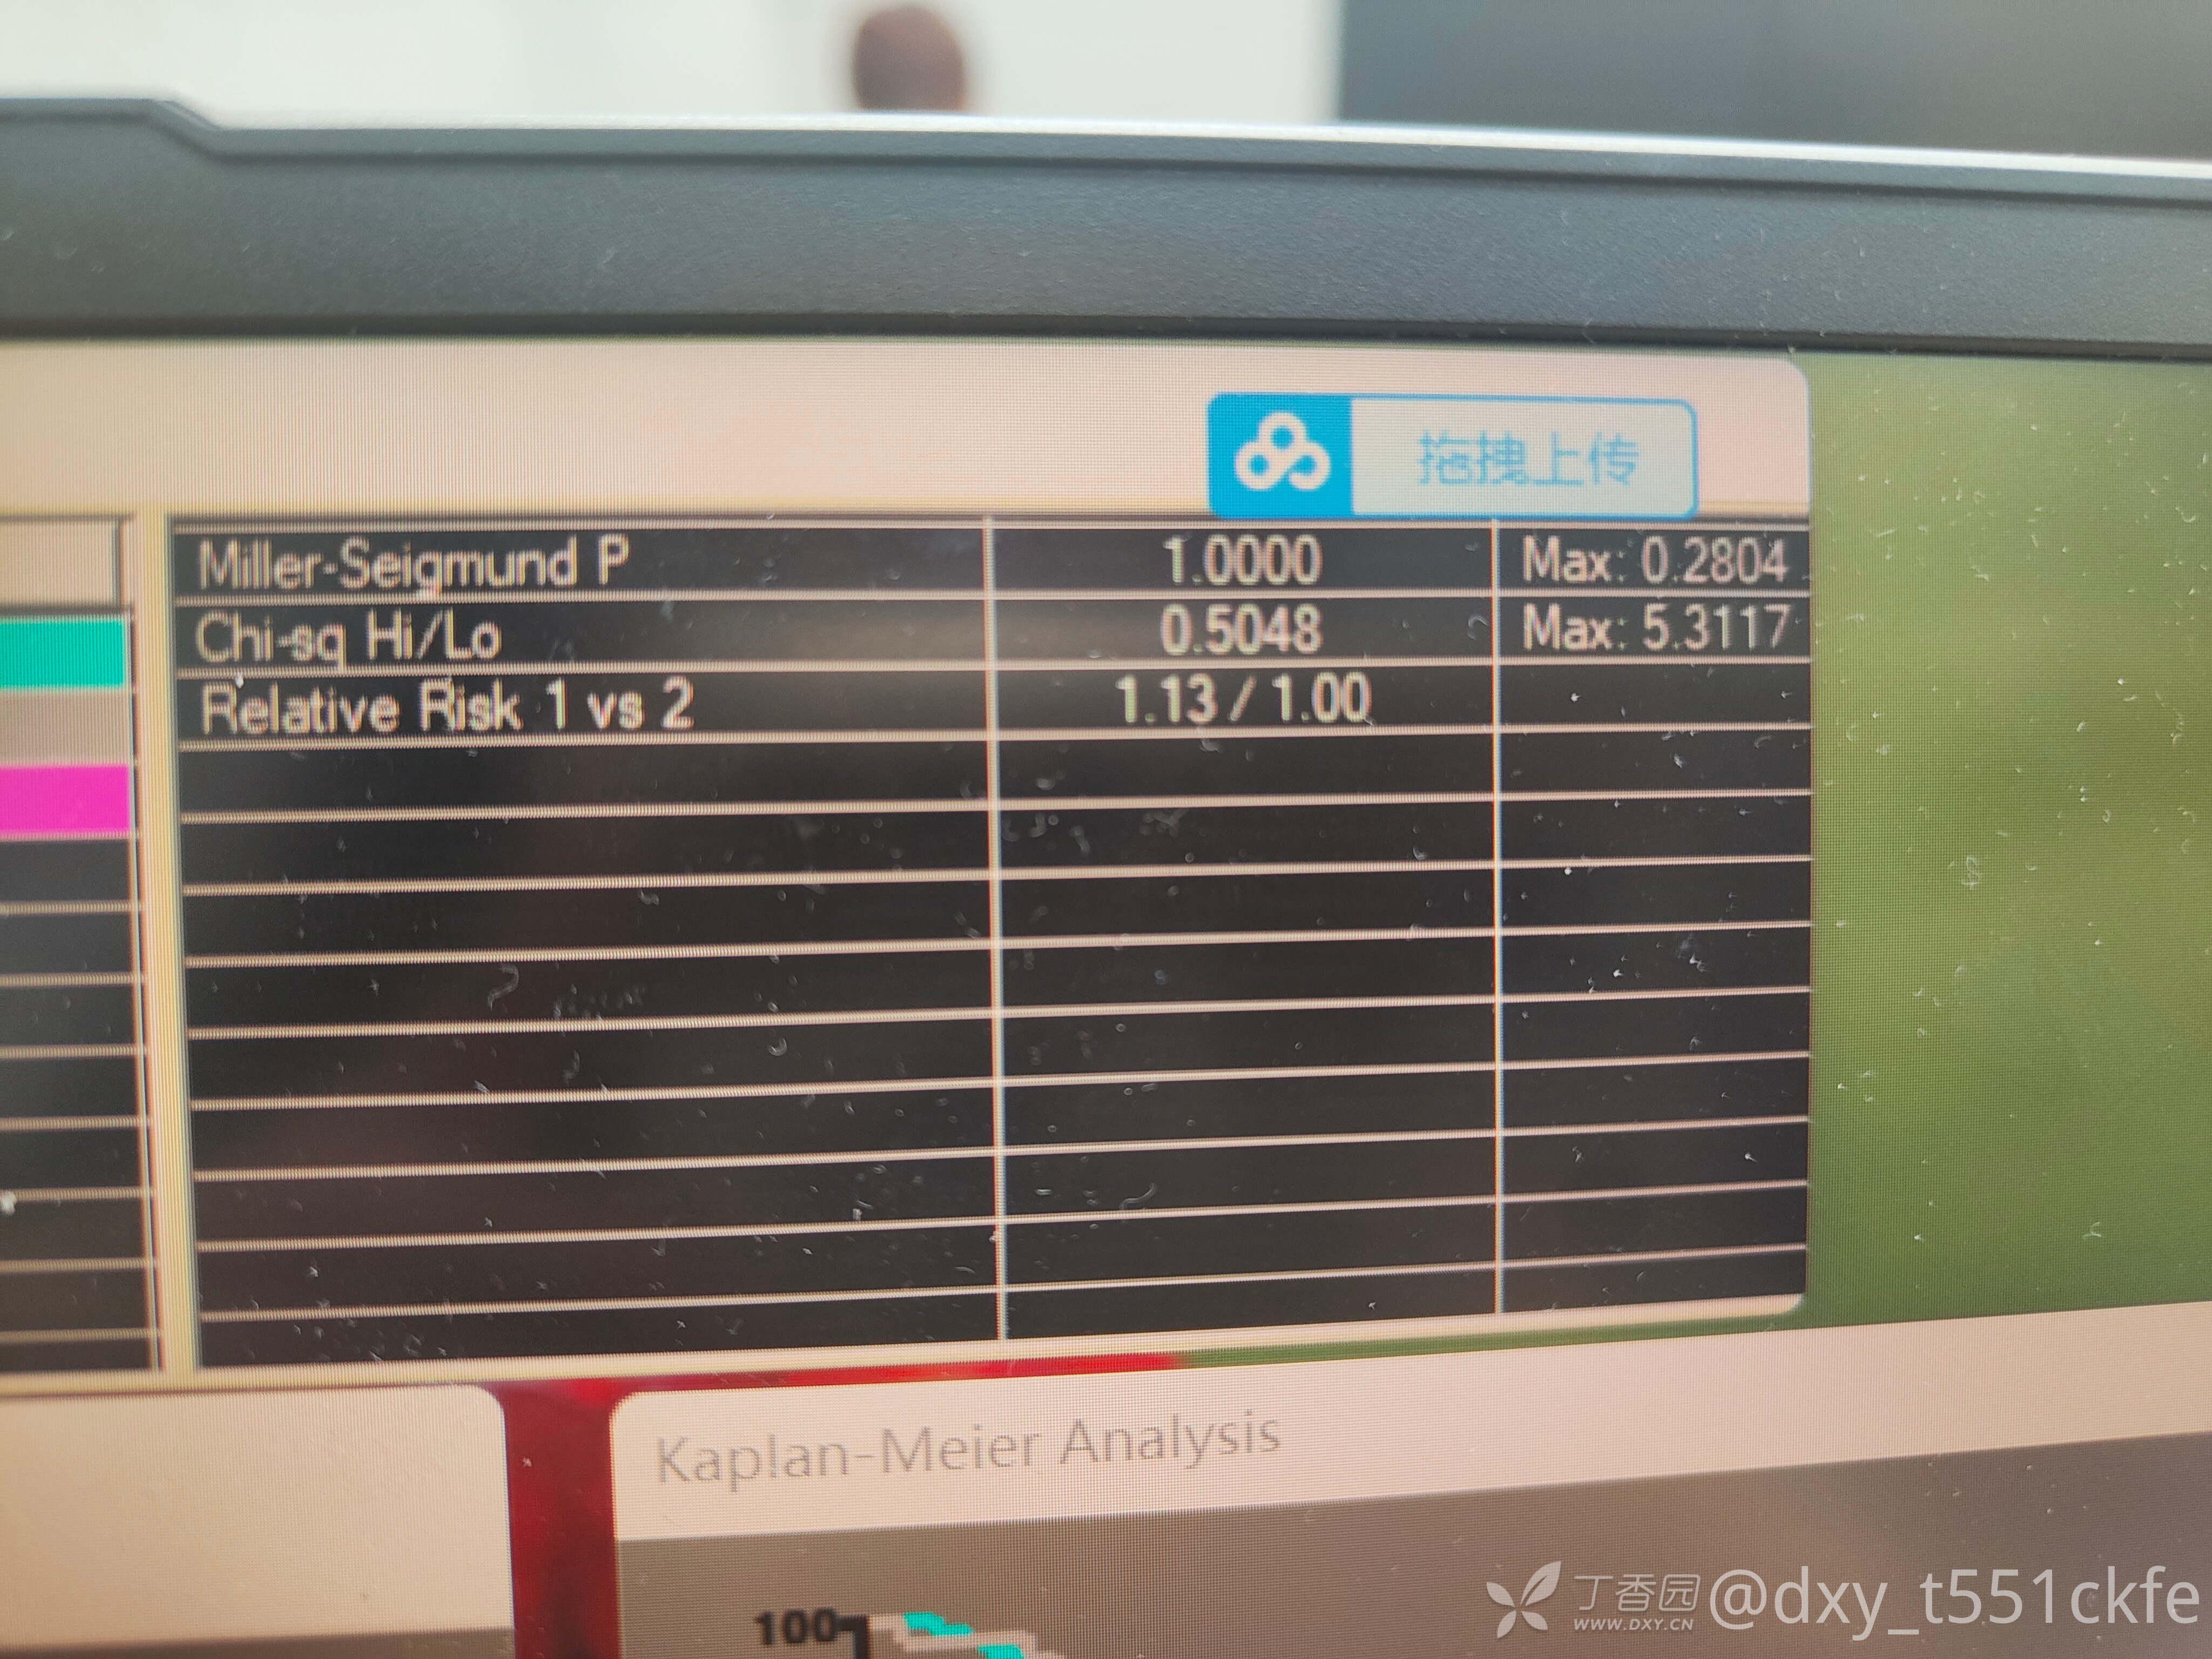 拖拽上传
Miller-Seigmund P 1.0000 Max: 0.2804
Chi-sq Hi/Lo 0.5048 Max: 5.3117
Relative Risk 1 vs 2 1.13 / 1.00
Kaplan-Meier Analysis
100
丁香园
WWW.DXY.CN
@dxy_t551ckfe